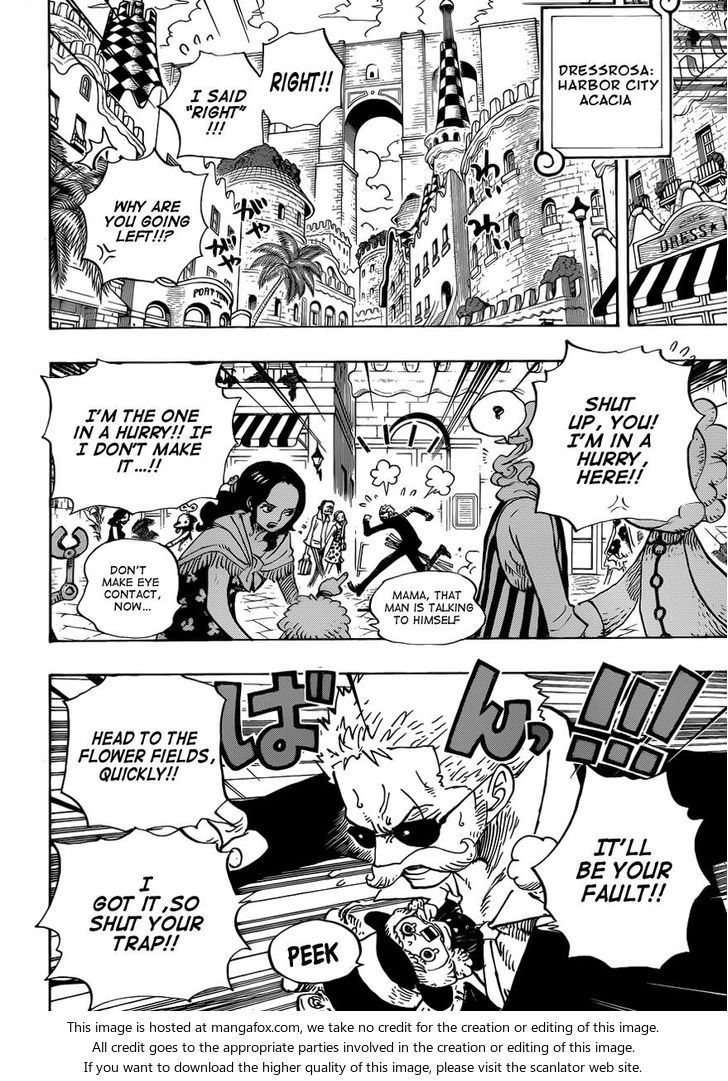 DRESSROSA:
HARBOR CITY
ACACIA
RIGHT!!
I SAID
"RIGHT"
!!!
WHY ARE
YOU GOING
LEFT!!?
わい
わい
がや
がや
PORT
DRESS★
SHUT
UP, YOU!
I'M IN A
HURRY,
HERE!!
?
I'M THE ONE
IN A HURRY!! IF
I DON'T MAKE
IT...!!
MAMA, THAT
MAN IS TALKING
TO HIMSELF
DON'T
MAKE EYE
CONTACT,
NOW...
ばんっ!!!
HEAD TO THE
FLOWER FIELDS,
QUICKLY!!
IT'LL
BE YOUR
FAULT!!
I
GOT IT,SO
SHUT YOUR
TRAP!!
PEEK
This image is hosted at mangafox.com, we take no credit for the creation or editing of this image.
All credit goes to the appropriate parties involved in the creation or editing of this image.
If you want to download the higher quality of this image, please visit the scanlator web site.